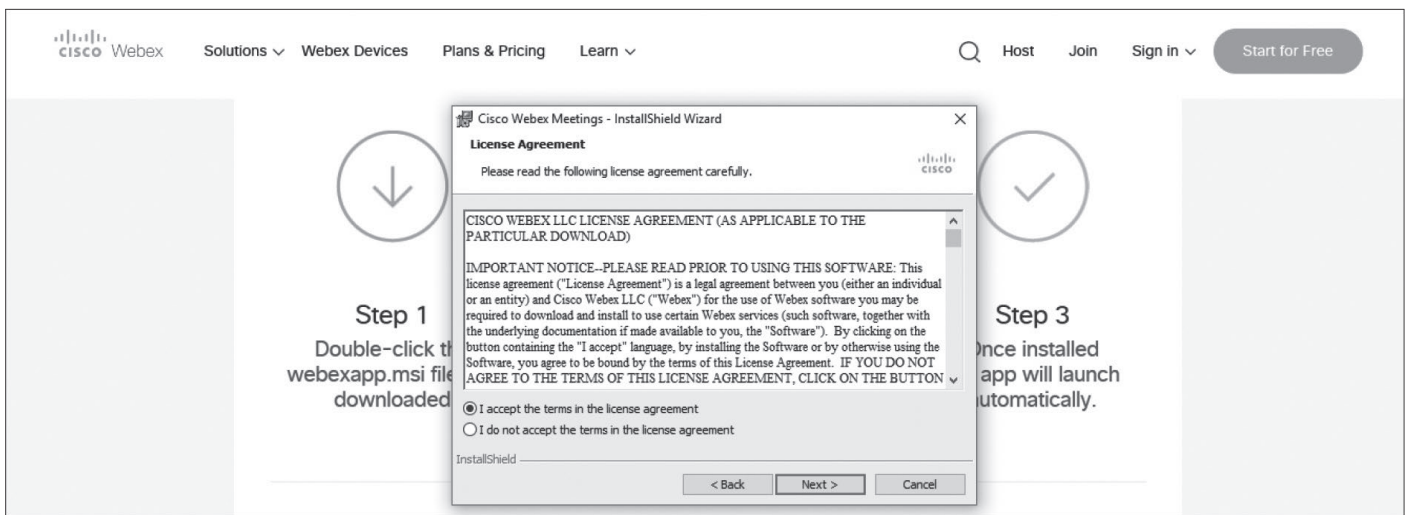 cisco Webex Solutions Webex Devices Plans & Pricing Learn Host Join Sign in Start for Free
Cisco Webex Meetings - InstallShield Wizard
License Agreement
Please read the following license agreement carefully.
cisco
CISCO WEBEX LLC LICENSE AGREEMENT (AS APPLICABLE TO THE
PARTICULAR DOWNLOAD)
IMPORTANT NOTICE--PLEASE READ PRIOR TO USING THIS SOFTWARE: This
license agreement ("License Agreement") is a legal agreement between you (either an individual
or an entity) and Cisco Webex LLC ("Webex") for the use of Webex software you may be
required to download and install to use certain Webex services (such software, together with
the underlying documentation if made available to you, the "Software"). By clicking on the
button containing the "I accept" language, by installing the Software or by otherwise using the
Software, you agree to be bound by the terms of this License Agreement. IF YOU DO NOT
AGREE TO THE TERMS OF THIS LICENSE AGREEMENT, CLICK ON THE BUTTON
I accept the terms in the license agreement
I do not accept the terms in the license agreement
InstallShield
< Back Next > Cancel
Step 1
Double-click
webexapp.msi
downloaded
Step 3
installed
app will launch